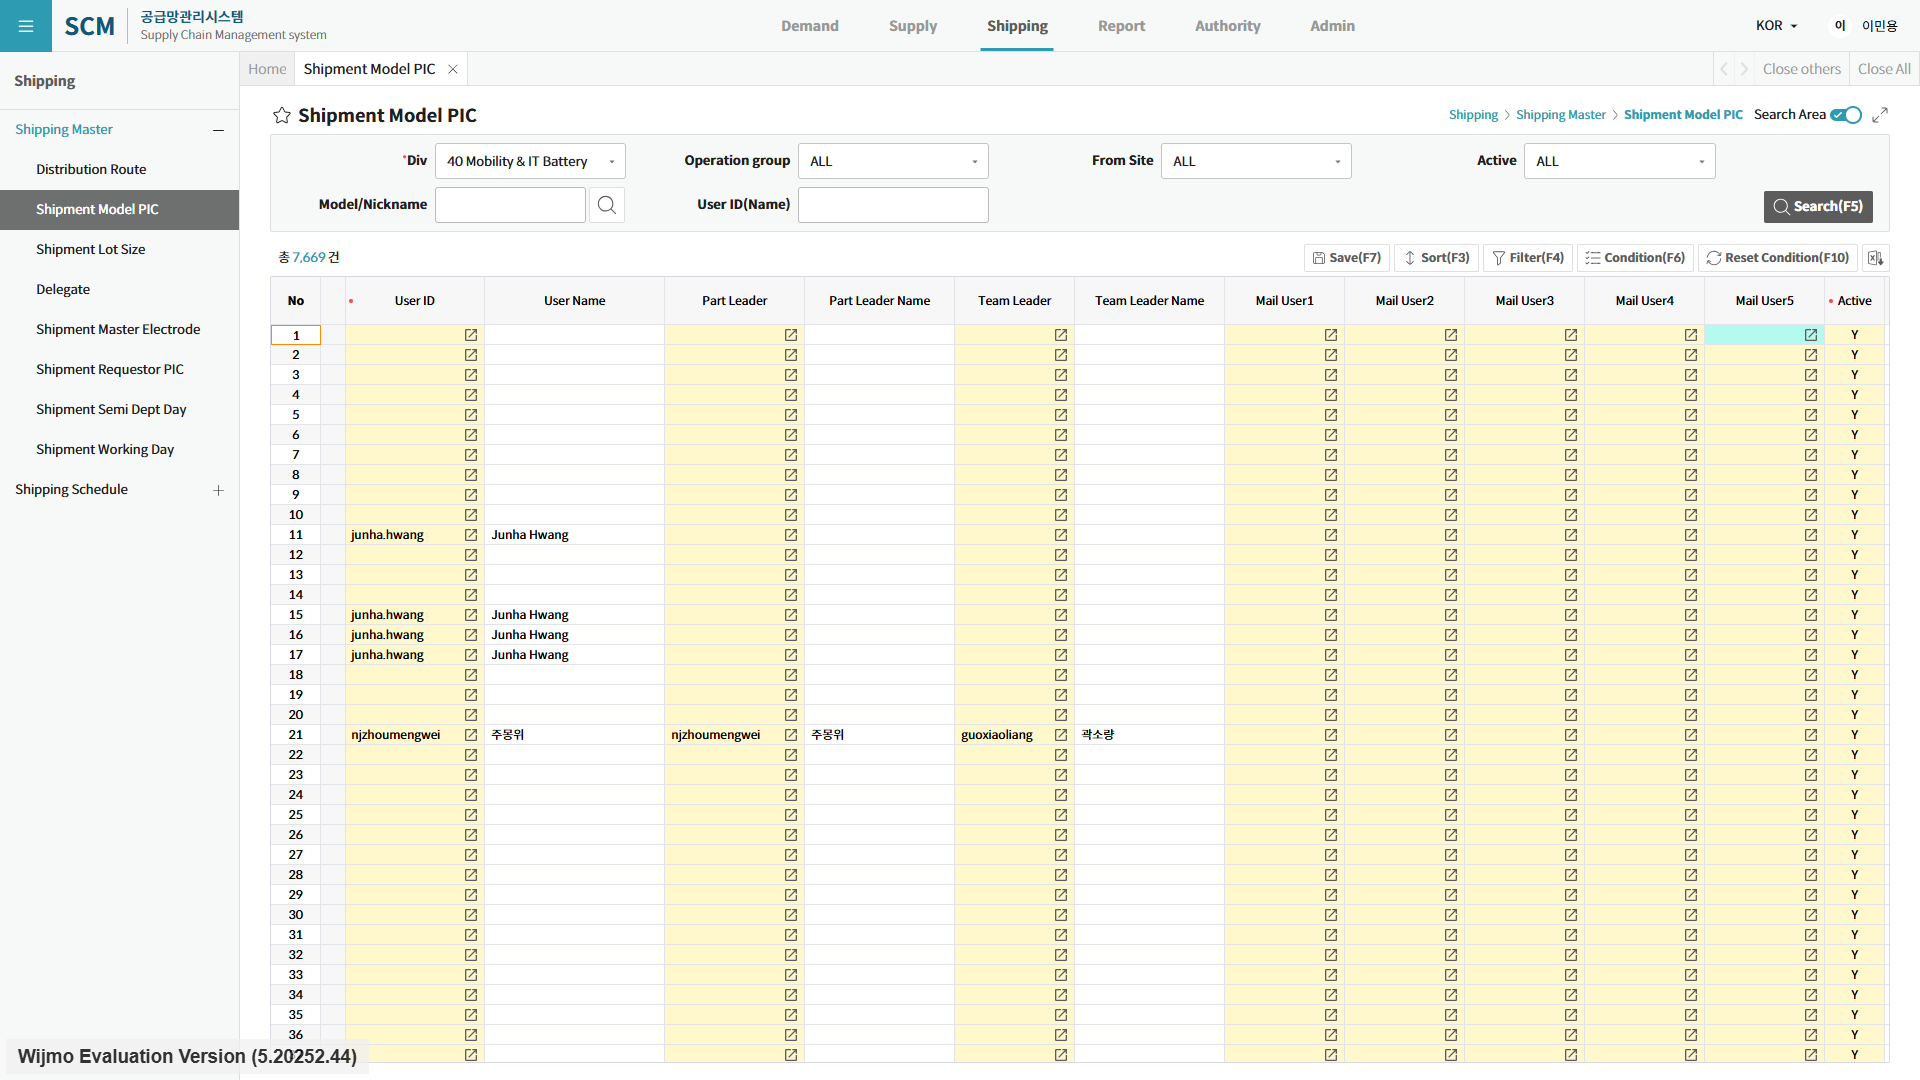 SCM 공급망관리시스템
Supply Chain Management system
Demand Supply Shipping Report Authority Admin
KOR 이 이민용
Shipping
Home Shipment Model PIC Close others Close All
Shipping Master
Distribution Route
Shipment Model PIC
Shipment Lot Size
Delegate
Shipment Master Electrode
Shipment Requestor PIC
Shipment Semi Dept Day
Shipment Working Day
Shipping Schedule
Shipment Model PIC
Shipping > Shipping Master > Shipment Model PIC Search Area
*Div 40 Mobility & IT Battery Operation group ALL From Site ALL Active ALL
Model/Nickname User ID(Name) Search(F5)
총 7,669 건
Save(F7) Sort(F3) Filter(F4) Condition(F6) Reset Condition(F10)
No User ID User Name Part Leader Part Leader Name Team Leader Team Leader Name Mail User1 Mail User2 Mail User3 Mail User4 Mail User5 Active
1 Y
2 Y
3 Y
4 Y
5 Y
6 Y
7 Y
8 Y
9 Y
10 Y
11 junha.hwang Junha Hwang Y
12 Y
13 Y
14 Y
15 junha.hwang Junha Hwang Y
16 junha.hwang Junha Hwang Y
17 junha.hwang Junha Hwang Y
18 Y
19 Y
20 Y
21 njzhoumengwei 주몽위 njzhoumengwei 주몽위 guoxiaoliang 곽소량 Y
22 Y
23 Y
24 Y
25 Y
26 Y
27 Y
28 Y
29 Y
30 Y
31 Y
32 Y
33 Y
34 Y
35 Y
36 Y
Y
Wijmo Evaluation Version (5.20252.44)